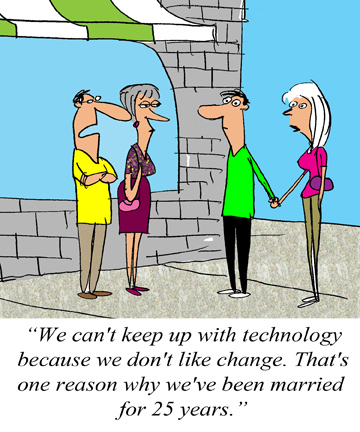 “We can't keep up with technology
because we don't like change. That's
one reason why we've been married
for 25 years.”